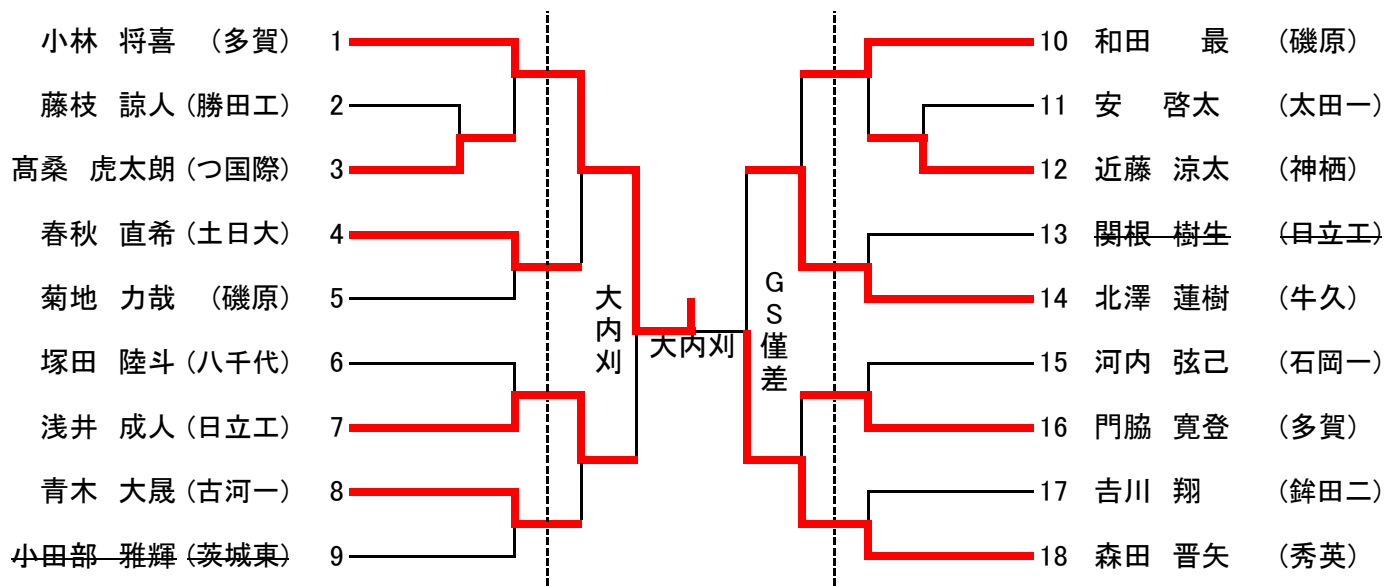 小林 将喜 (多賀) 1
藤枝 諒人 (勝田工) 2
髙桑 虎太朗 (つ国際) 3
春秋 直希 (土日大) 4
菊地 力哉 (磯原) 5
塚田 陸斗 (八千代) 6
浅井 成人 (日立工) 7
青木 大晟 (古河一) 8
小田部 雅輝 (茨城東) 9
大内刈
大内刈
GS僅差
10 和田 最 (磯原)
11 安 啓太 (太田一)
12 近藤 涼太 (神栖)
13 関根 樹生 (日立工)
14 北澤 蓮樹 (牛久)
15 河内 弦己 (石岡一)
16 門脇 寛登 (多賀)
17 𠮷川 翔 (鉾田二)
18 森田 晋矢 (秀英)